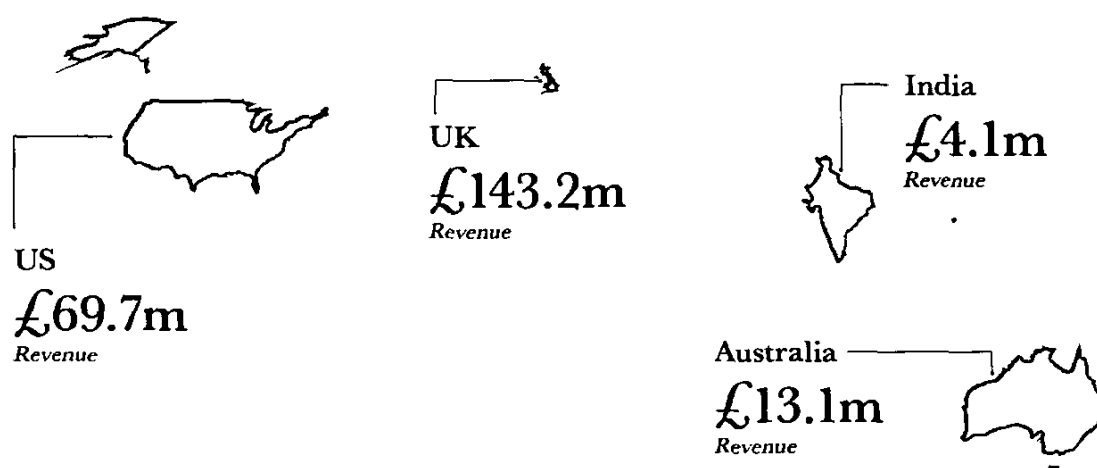 US
£69.7m
Revenue
UK
£143.2m
Revenue
India
£4.1m
Revenue
Australia
£13.1m
Revenue